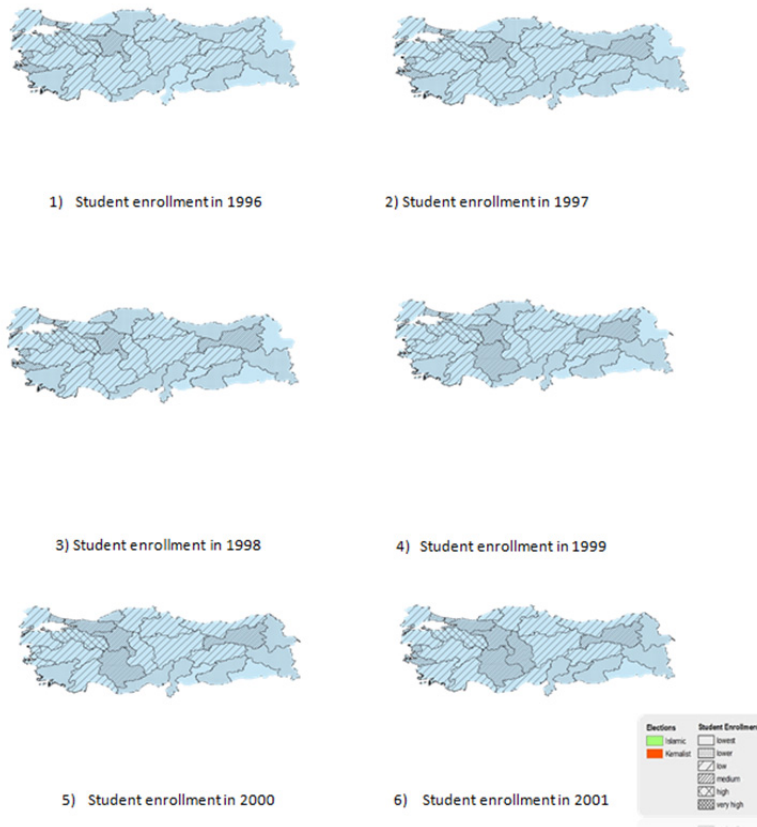 1) Student enrollment in 1996
2) Student enrollment in 1997
3) Student enrollment in 1998
4) Student enrollment in 1999
5) Student enrollment in 2000
6) Student enrollment in 2001
Elections
Islamic
Kemalist
Student Enrollmen
lowest
lower
low
medium
high
very high